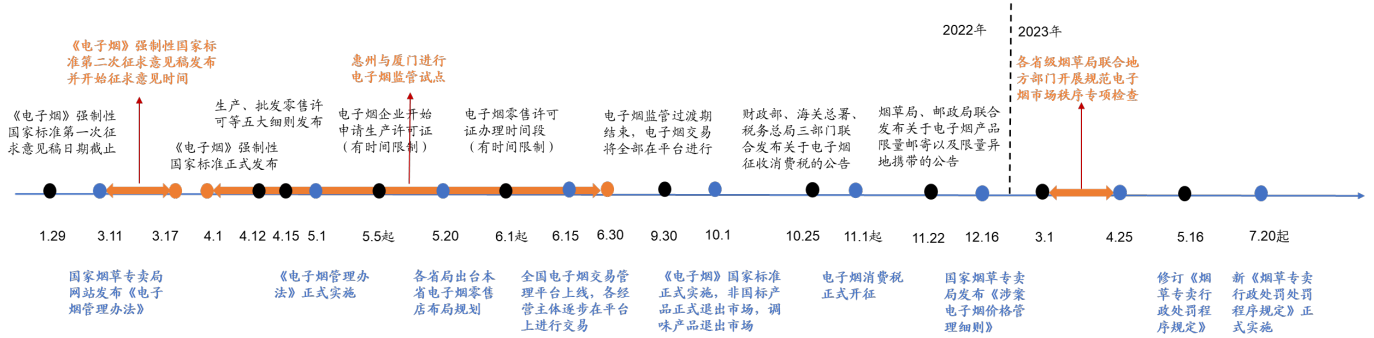 2022年
2023年
《电子烟》强制性国家标
准第二次征求意见稿发布
并开始征求意见时间
惠州与厦门进行
电子烟监管试点
各省级烟草局联合地
方部门开展规范电子
烟市场秩序专项检查
《电子烟》强制性
国家标准第一次征
求意见稿日期截止
生产、批发零售许
可等五大细则发布
《电子烟》强制性
国家标准正式发布
电子烟企业开始
申请生产许可证
（有时间限制）
电子烟零售许可
证办理时间段
（有时间限制）
电子烟监管过渡期
结束，电子烟交易
将全部在平台进行
财政部、海关总署、
税务总局三部门联
合发布关于电子烟
征收消费税的公告
烟草局、邮政局联合
发布关于电子烟产品
限量邮寄以及限量异
地携带的公告
1.29
3.11
3.17
4.1
4.12
4.15
5.1
5.5起
5.20
6.1起
6.15
6.30
9.30
10.1
10.25
11.1起
11.22
12.16
3.1
4.25
5.16
7.20起
国家烟草专卖局
网站发布《电子
烟管理办法》
《电子烟管理办
法》正式实施
各省局出台本
省电子烟零售
店布局规划
全国电子烟交易管
理平台上线，各经
营主体逐步在平台
上进行交易
《电子烟》国家标准
正式实施，非国标产
品正式退出市场，调
味产品退出市场
电子烟消费税
正式开征
国家烟草专卖
局发布《涉案
电子烟价格管
理细则》
修订《烟
草专卖行
政处罚程
序规定》
新《烟草专卖
行政处罚处罚
程序规定》正
式实施